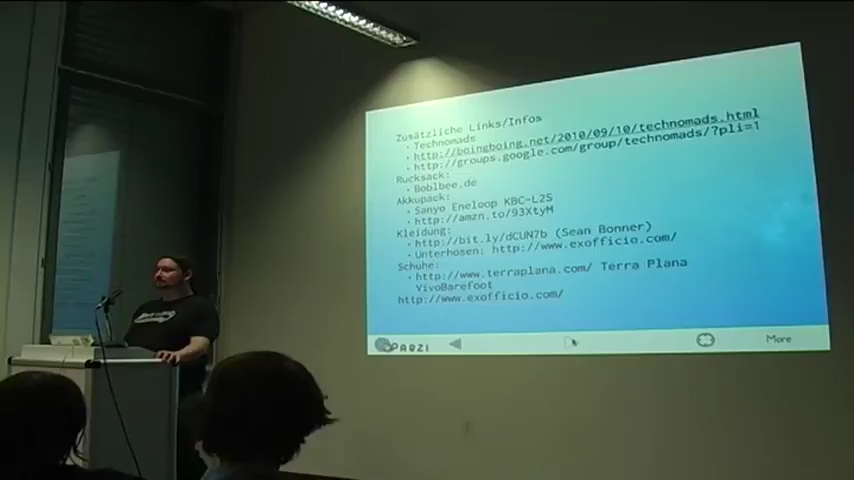 Zusätzliche Links/Infos
• Technomads
• http://boingboing.net/2010/09/10/technomads.html
• http://groups.google.com/group/technomads/?pli=1
Rucksack:
• Boblbee.de
Akkupack:
• Sanyo Eneloop KBC-L2S
• http://amzn.to/93XtyM
Kleidung:
• http://bit.ly/dCUN7b (Sean Bonner)
• Unterhosen: http://www.exofficio.com/
Schuhe:
• http://www.terraplana.com/ Terra Plana
VivoBarefoot
http://www.exofficio.com/
More